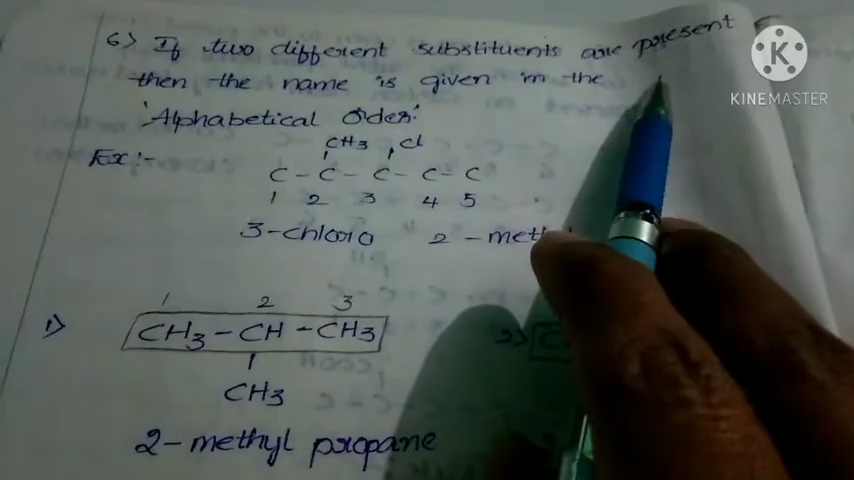 6) If two different substituents are present
then the name is given in the
'Alphabetical Order'
Ex:-
CH3 Cl
C - C - C - C - C
1 2 3 4 5
3-chloro 2-meth
1 2 3
1) CH3 - CH - CH3
2)
CH3
2-methyl propane
K
KINEMASTER